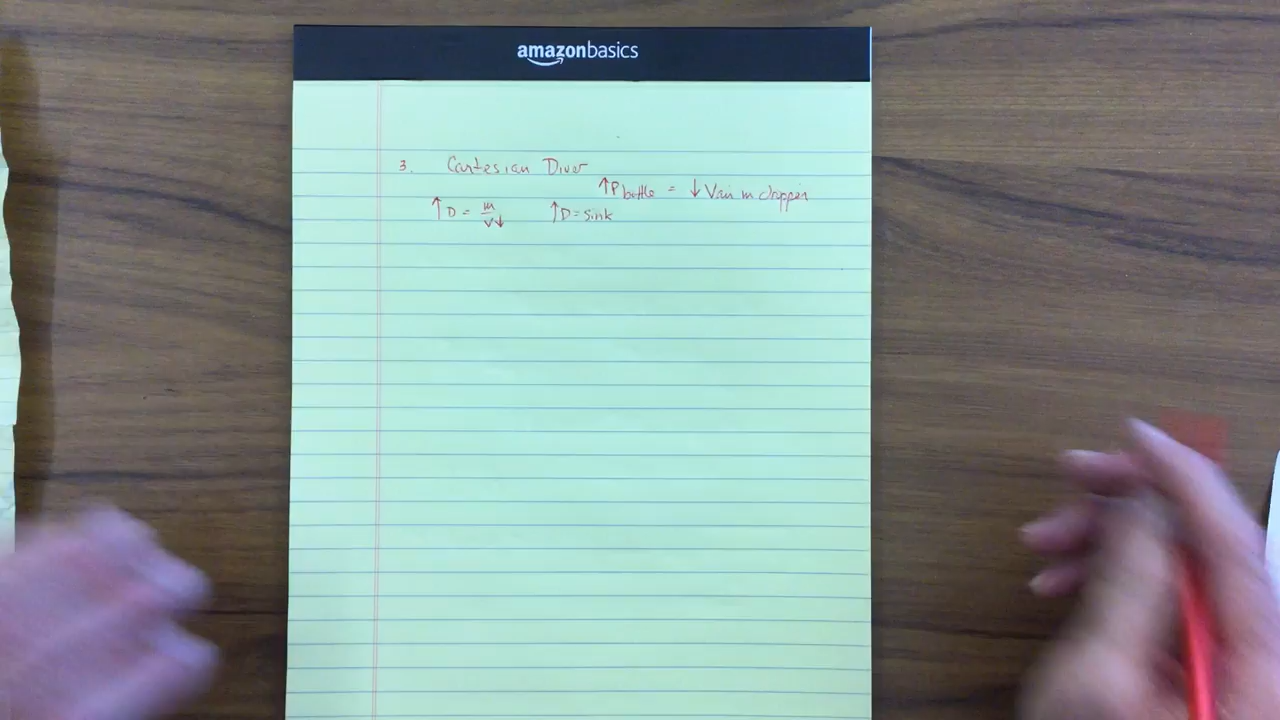 amazonbasics
3. Cartesian Diver
↑P bottle = ↓ Vair in dropper
↑D = m/V↓ ↑D = sink